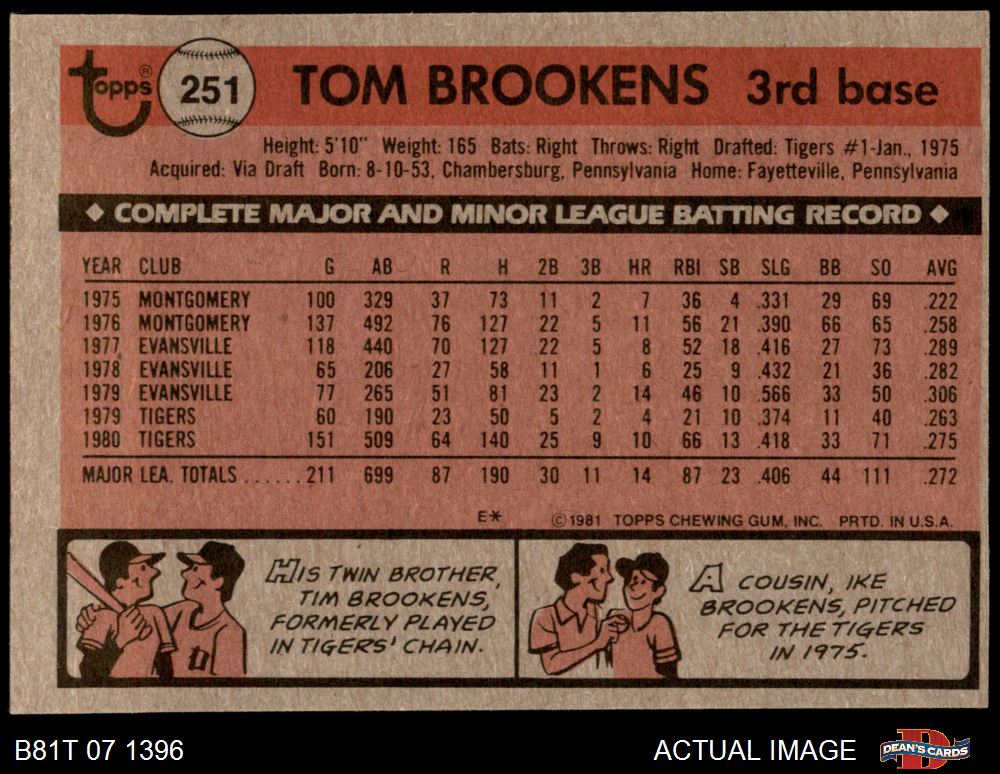 topps® 251 TOM BROOKENS 3rd base
Height: 5'10" Weight: 165 Bats: Right Throws: Right Drafted: Tigers #1-Jan., 1975
Acquired: Via Draft Born: 8-10-53, Chambersburg, Pennsylvania Home: Fayetteville, Pennsylvania
◆ COMPLETE MAJOR AND MINOR LEAGUE BATTING RECORD ◆
YEAR CLUB G AB R H 2B 3B HR RBI SB SLG BB SO AVG
1975 MONTGOMERY 100 329 37 73 11 2 7 36 4 .331 29 69 .222
1976 MONTGOMERY 137 492 76 127 22 5 11 56 21 .390 66 65 .258
1977 EVANSVILLE 118 440 70 127 22 5 8 52 18 .416 27 73 .289
1978 EVANSVILLE 65 206 27 58 11 1 6 25 9 .432 21 36 .282
1979 EVANSVILLE 77 265 51 81 23 2 14 46 10 .566 33 50 .306
1979 TIGERS 60 190 23 50 5 2 4 21 10 .374 11 40 .263
1980 TIGERS 151 509 64 140 25 9 10 66 13 .418 33 71 .275
MAJOR LEA. TOTALS ......211 699 87 190 30 11 14 87 23 .406 44 111 .272
E* ©1981 TOPPS CHEWING GUM, INC. PRTD. IN U.S.A.
HIS TWIN BROTHER,
TIM BROOKENS,
FORMERLY PLAYED
IN TIGERS' CHAIN.
A COUSIN, IKE
BROOKENS, PITCHED
FOR THE TIGERS
IN 1975.
B81T 07 1396 ACTUAL IMAGE DEAN'S CARDS